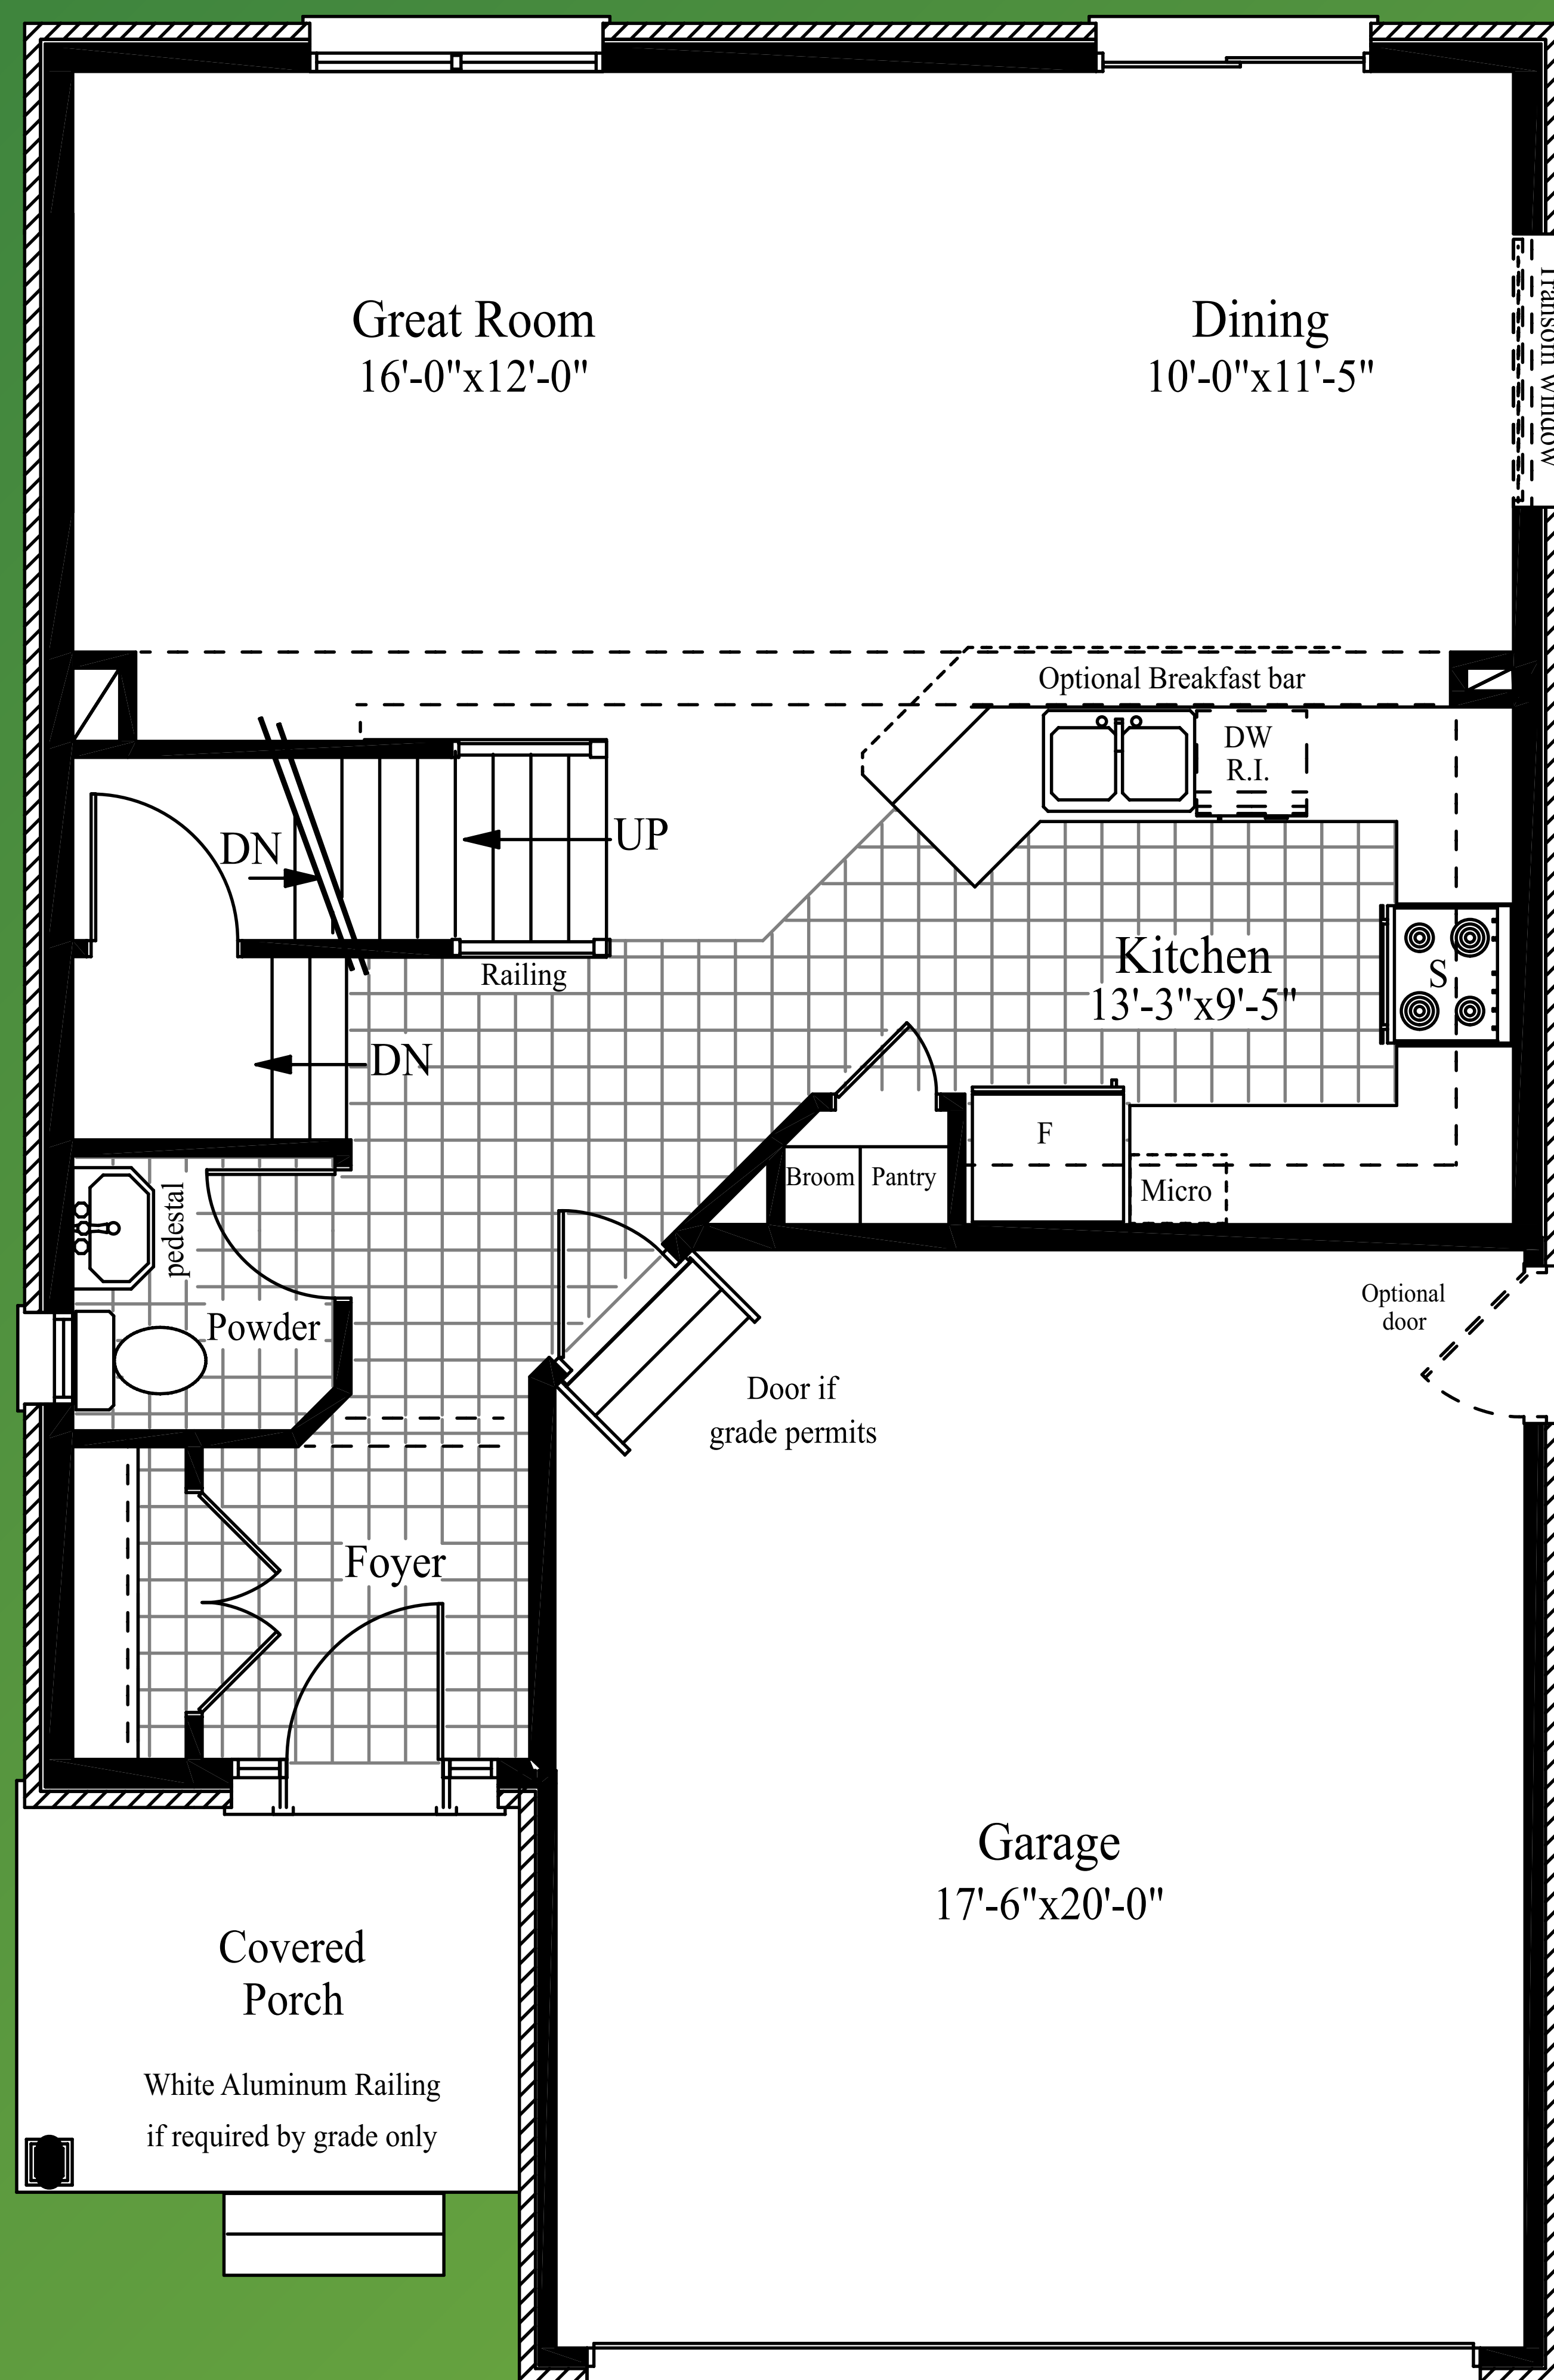 Great Room
16'-0"x12'-0"
Dining
10'-0"x11'-5"
Transom Window
Optional Breakfast bar
DW
R.I.
UP
DN
Railing
Kitchen
13'-3"x9'-5"
S
DN
F
Broom
Pantry
Micro
pedestal
Powder
Optional
door
Door if
grade permits
Foyer
Garage
17'-6"x20'-0"
Covered
Porch
White Aluminum Railing
if required by grade only